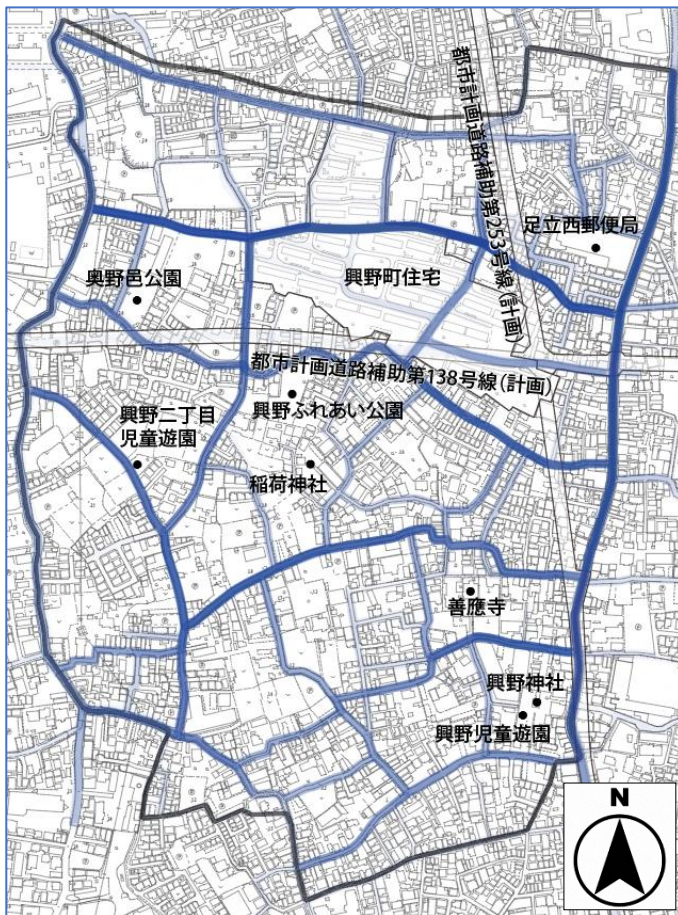 都市計画道路補助第253号線(計画)
足立西郵便局
奥野邑公園
興野町住宅
都市計画道路補助第138号線(計画)
興野ふれあい公園
興野二丁目
児童遊園
稲荷神社
善應寺
興野神社
興野児童遊園
N